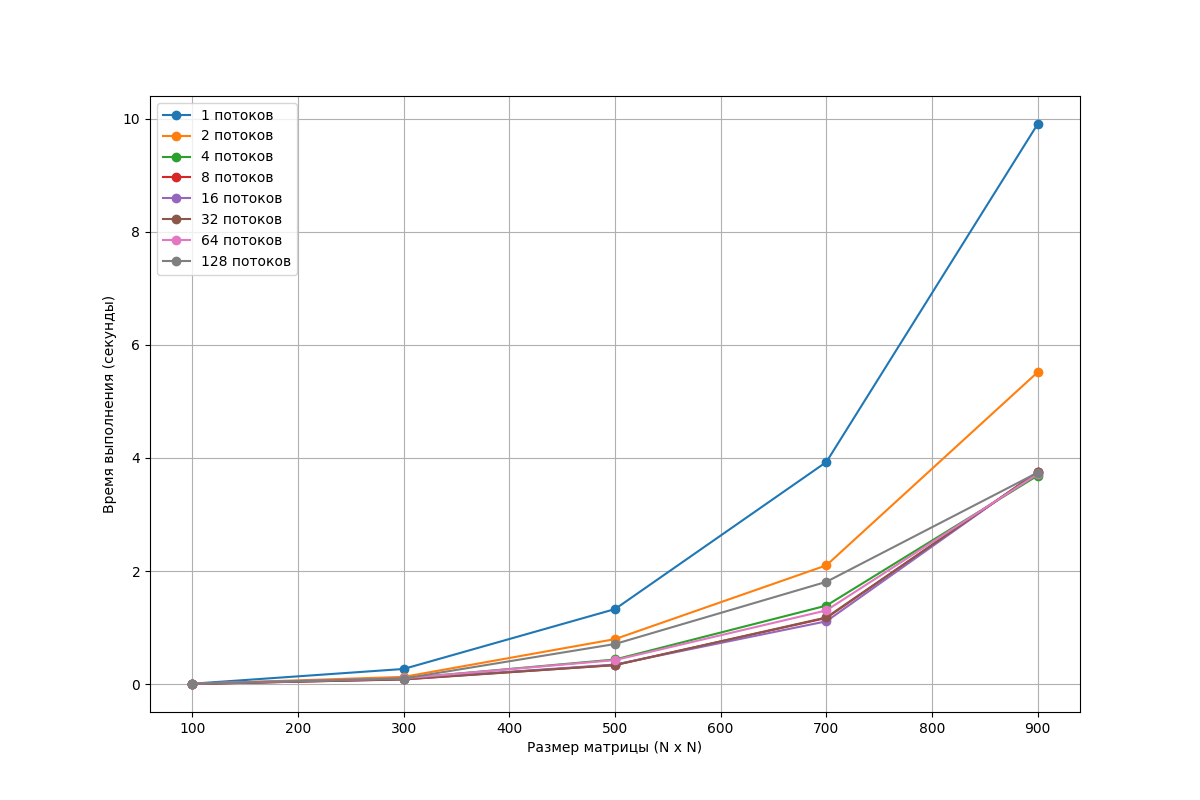 10
8
6
4
2
0
Время выполнения (секунды)
1 потоков
2 потоков
4 потоков
8 потоков
16 потоков
32 потоков
64 потоков
128 потоков
100 200 300 400 500 600 700 800 900
Размер матрицы (N x N)